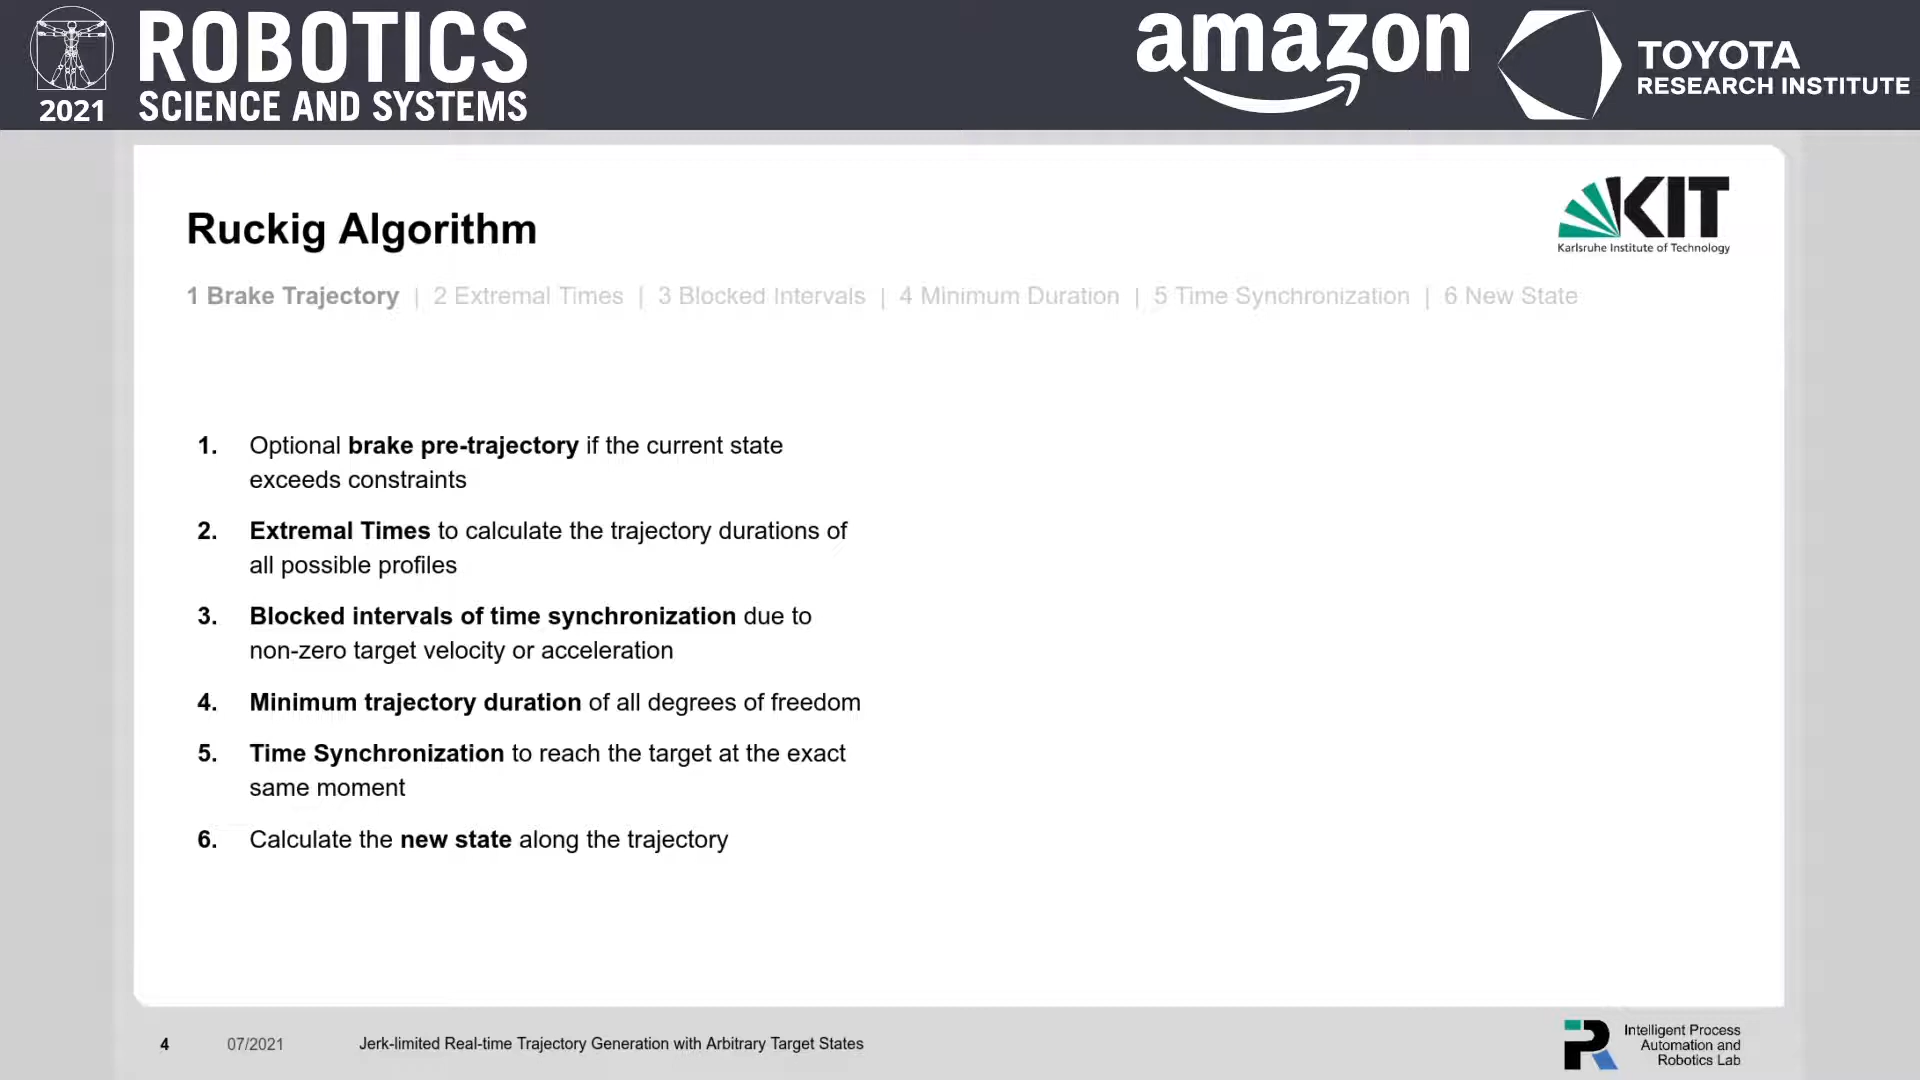 ROBOTICS
SCIENCE AND SYSTEMS
2021
amazon
TOYOTA
RESEARCH INSTITUTE
KIT
Karlsruhe Institute of Technology
Ruckig Algorithm
1 Brake Trajectory | 2 Extremal Times | 3 Blocked Intervals | 4 Minimum Duration | 5 Time Synchronization | 6 New State
1. Optional brake pre-trajectory if the current state
exceeds constraints
2. Extremal Times to calculate the trajectory durations of
all possible profiles
3. Blocked intervals of time synchronization due to
non-zero target velocity or acceleration
4. Minimum trajectory duration of all degrees of freedom
5. Time Synchronization to reach the target at the exact
same moment
6. Calculate the new state along the trajectory
4 07/2021 Jerk-limited Real-time Trajectory Generation with Arbitrary Target States
Intelligent Process
Automation and
Robotics Lab